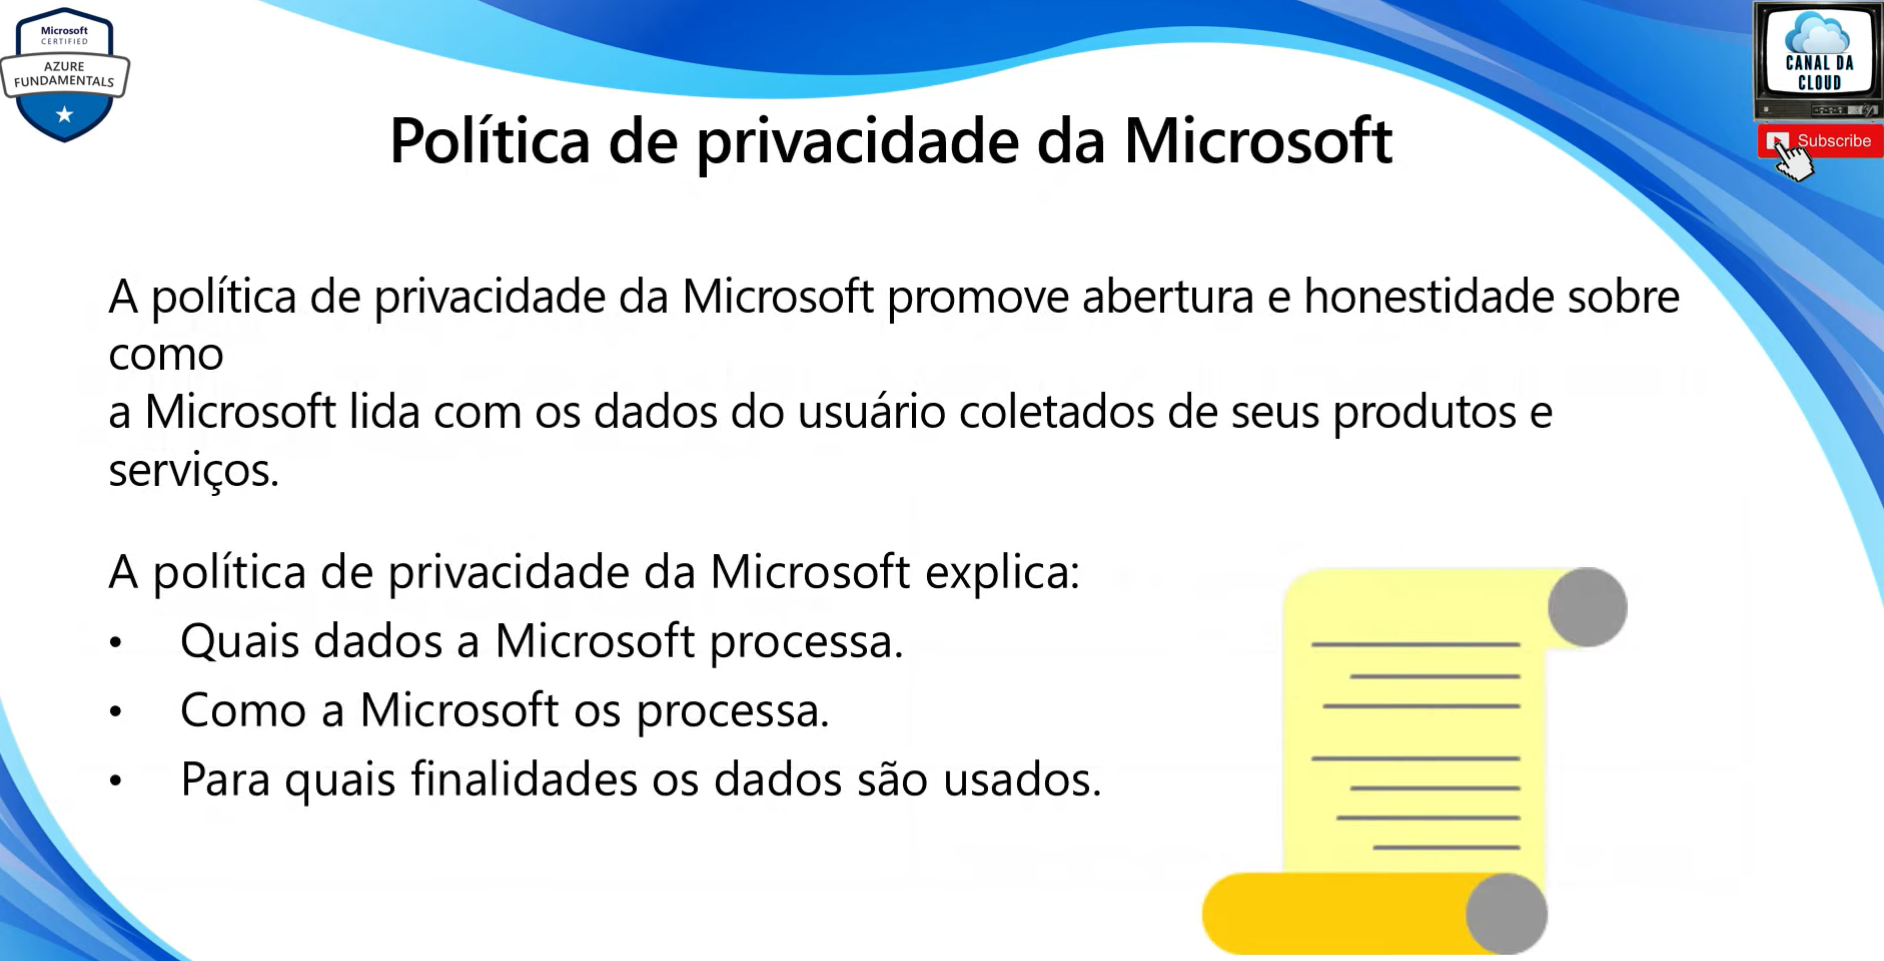 Microsoft
CERTIFIED
AZURE
FUNDAMENTALS
CANAL DA
CLOUD
Subscribe
Política de privacidade da Microsoft
A política de privacidade da Microsoft promove abertura e honestidade sobre
como
a Microsoft lida com os dados do usuário coletados de seus produtos e
serviços.
A política de privacidade da Microsoft explica:
• Quais dados a Microsoft processa.
• Como a Microsoft os processa.
• Para quais finalidades os dados são usados.